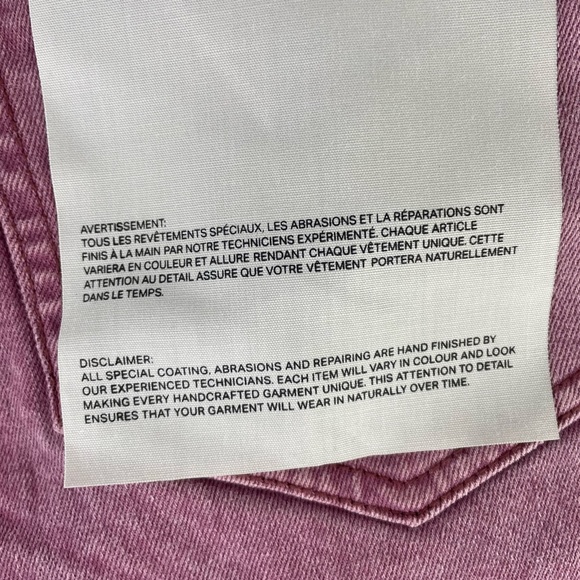 AVERTISSEMENT:
TOUS LES REVÊTEMENTS SPÉCIAUX, LES ABRASIONS ET LA RÉPARATIONS SONT
FINIS À LA MAIN PAR NOTRE TECHNICIENS EXPÉRIMENTÉ. CHAQUE ARTICLE
VARIERA EN COULEUR ET ALLURE RENDANT CHAQUE VÊTEMENT UNIQUE. CETTE
ATTENTION AU DETAIL ASSURE QUE VOTRE VÊTEMENT PORTERA NATURELLEMENT
DANS LE TEMPS.
DISCLAIMER:
ALL SPECIAL COATING, ABRASIONS AND REPAIRING ARE HAND FINISHED BY
OUR EXPERIENCED TECHNICIANS. EACH ITEM WILL VARY IN COLOUR AND LOOK
MAKING EVERY HANDCRAFTED GARMENT UNIQUE. THIS ATTENTION TO DETAIL
ENSURES THAT YOUR GARMENT WILL WEAR IN NATURALLY OVER TIME.